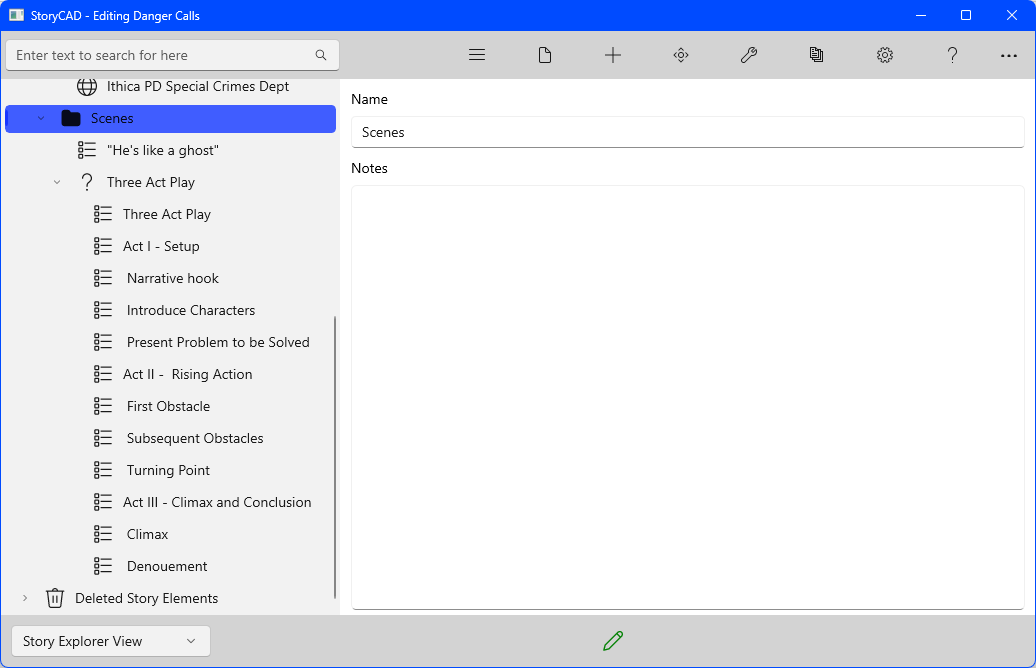 StoryCAD - Editing Danger Calls
Enter text to search for here
Ithica PD Special Crimes Dept
Scenes
"He's like a ghost"
Three Act Play
Three Act Play
Act I - Setup
Narrative hook
Introduce Characters
Present Problem to be Solved
Act II -  Rising Action
First Obstacle
Subsequent Obstacles
Turning Point
Act III - Climax and Conclusion
Climax
Denouement
Deleted Story Elements
Name
Scenes
Notes
Story Explorer View